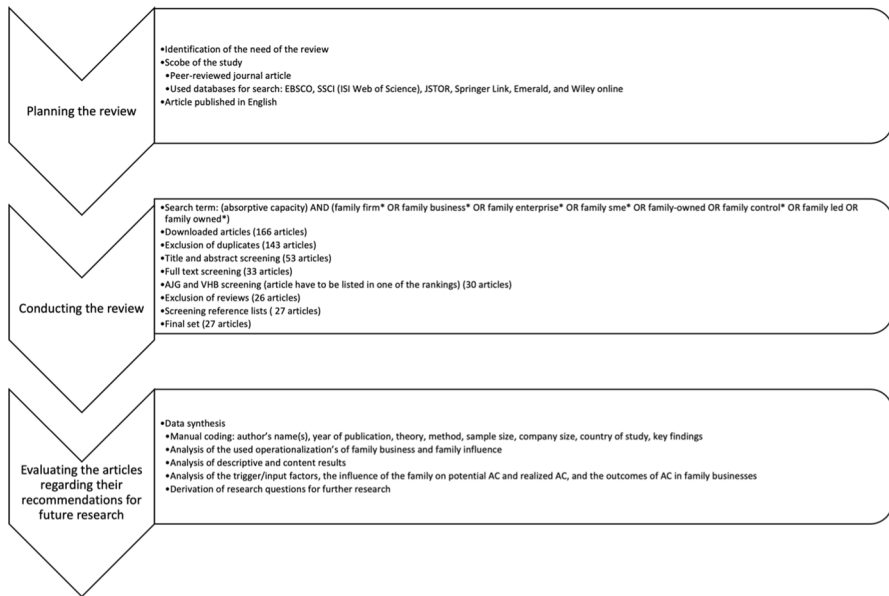 Planning the review
•Identification of the need of the review
•Scobe of the study
•Peer-reviewed journal article
•Used databases for search: EBSCO, SSCI (ISI Web of Science), JSTOR, Springer Link, Emerald, and Wiley online
•Article published in English
Conducting the review
•Search term: (absorptive capacity) AND (family firm* OR family business* OR family enterprise* OR family sme* OR family-owned OR family control* OR family led OR
family owned*)
•Downloaded articles (166 articles)
•Exclusion of duplicates (143 articles)
•Title and abstract screening (53 articles)
•Full text screening (33 articles)
•AJG and VHB screening (article have to be listed in one of the rankings) (30 articles)
•Exclusion of reviews (26 articles)
•Screening reference lists ( 27 articles)
•Final set (27 articles)
Evaluating the articles
regarding their
recommendations for
future research
•Data synthesis
•Manual coding: author's name(s), year of publication, theory, method, sample size, company size, country of study, key findings
•Analysis of the used operationalization's of family business and family influence
•Analysis of descriptive and content results
•Analysis of the trigger/input factors, the influence of the family on potential AC and realized AC, and the outcomes of AC in family businesses
•Derivation of research questions for further research